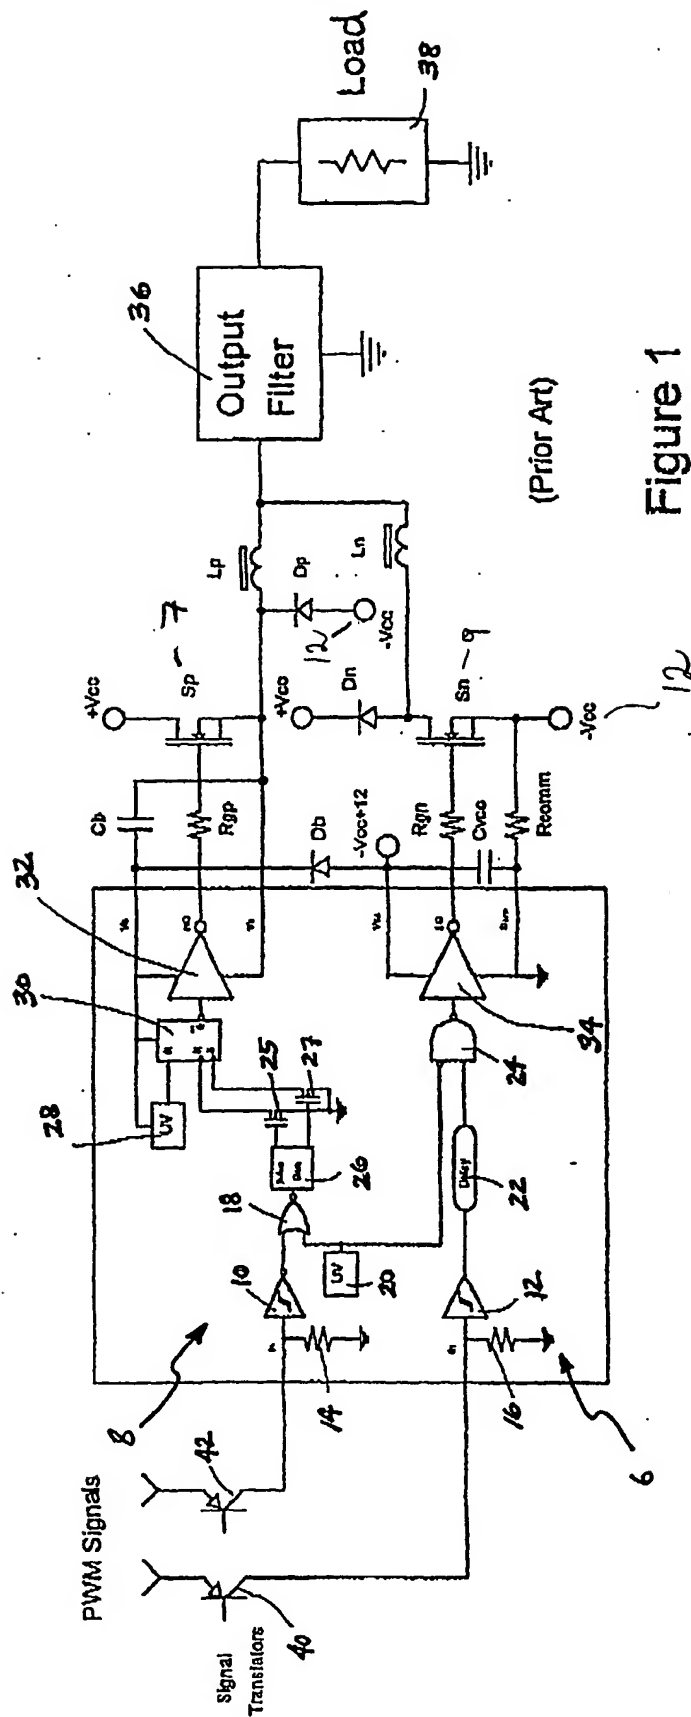 PWM Signals
Signal
Translators
40
42
8
6
14
16
10
12
18
UV
20
26
Delay
22
24
25
27
28
UV
30
32
34
Cb
+Vcc
Sp
7
Rgp
Db
-Vcc+12
Rgn
Cvcc
Rcomm
Sn
9
-Vcc
12
+Vcc
Dn
Dp
12
-Vcc
Lp
Ln
36
Output
Filter
Load
38
(Prior Art)
Figure 1